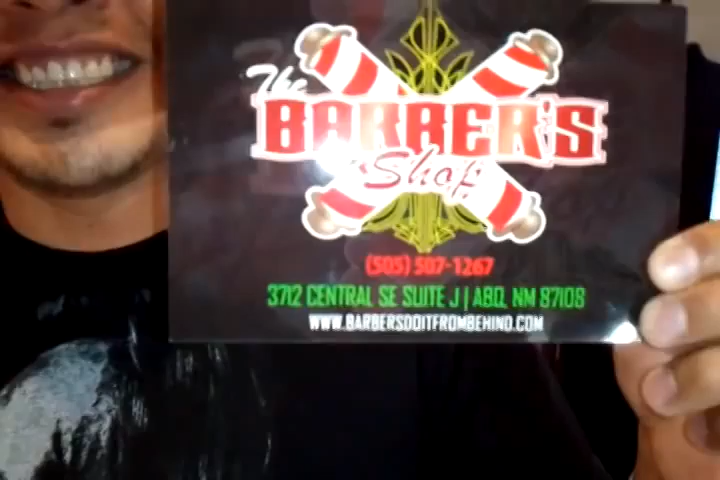 The
BARBER'S
Shop
(505) 507-1267
3712 CENTRAL SE SUITE J | ABQ, NM 87108
WWW.BARBERSDOITFROMBEHIND.COM